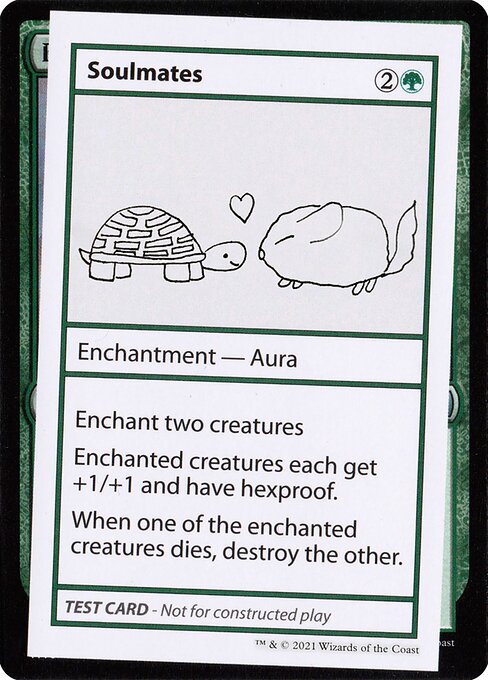 Soulmates
2
Enchantment — Aura
Enchant two creatures
Enchanted creatures each get
+1/+1 and have hexproof.
When one of the enchanted
creatures dies, destroy the other.
TEST CARD - Not for constructed play
™ & © 2021 Wizards of the Coast